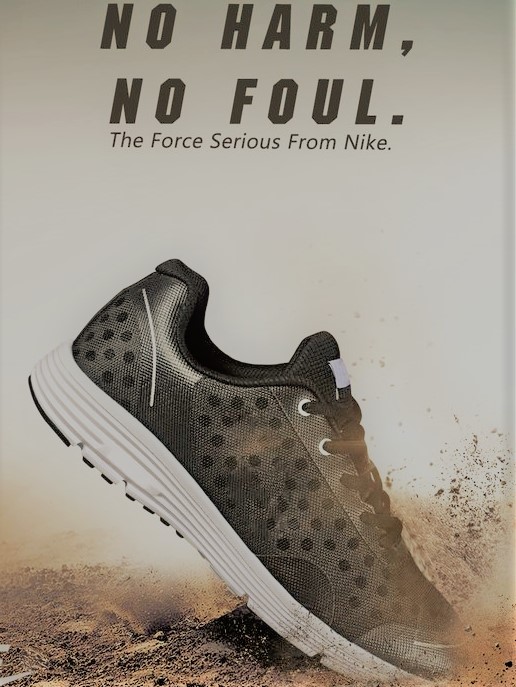 NO HARM,
NO FOUL.
The Force Serious From Nike.